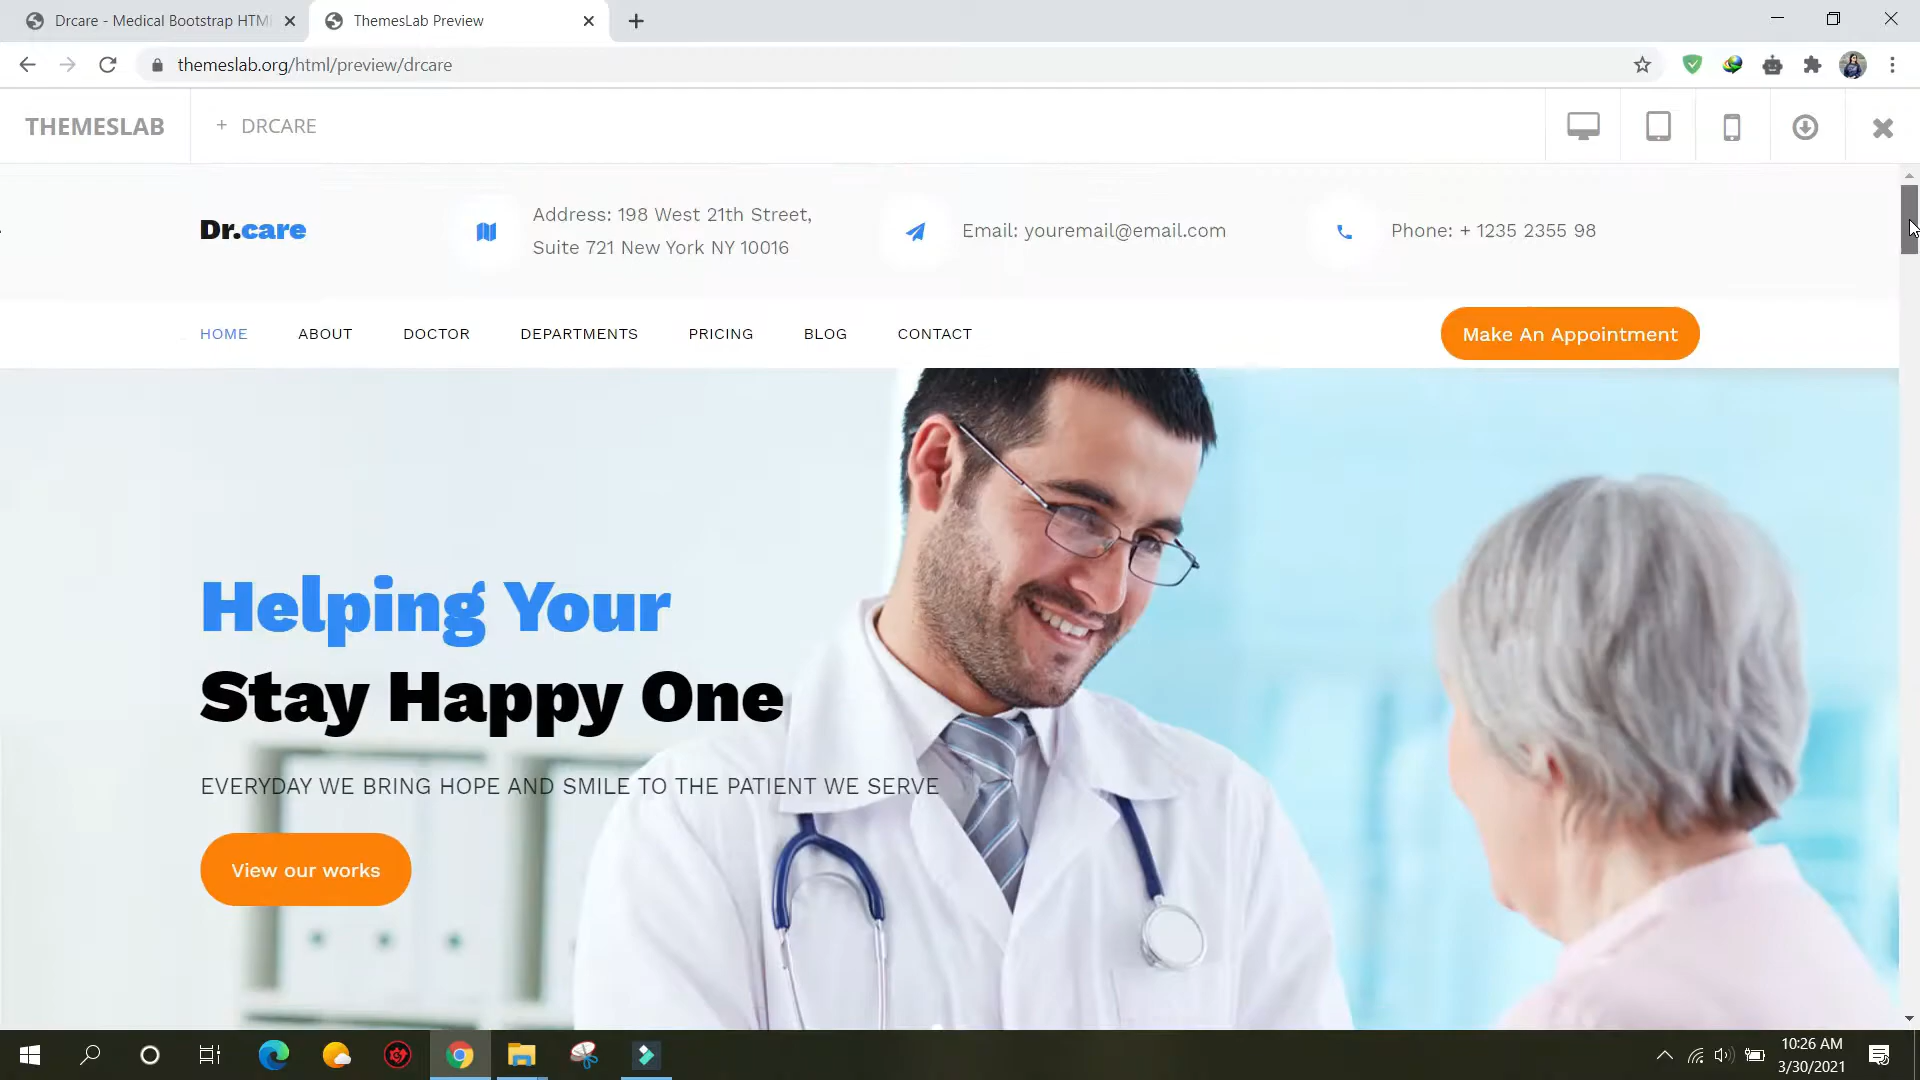 Drcare - Medical Bootstrap HTM
ThemesLab Preview
themeslab.org/html/preview/drcare
THEMESLAB
+ DRCARE
Dr.care
Address: 198 West 21th Street,
Suite 721 New York NY 10016
Email: youremail@email.com
Phone: + 1235 2355 98
HOME
ABOUT
DOCTOR
DEPARTMENTS
PRICING
BLOG
CONTACT
Make An Appointment
Helping Your
Stay Happy One
EVERYDAY WE BRING HOPE AND SMILE TO THE PATIENT WE SERVE
View our works
10:26 AM
3/30/2021